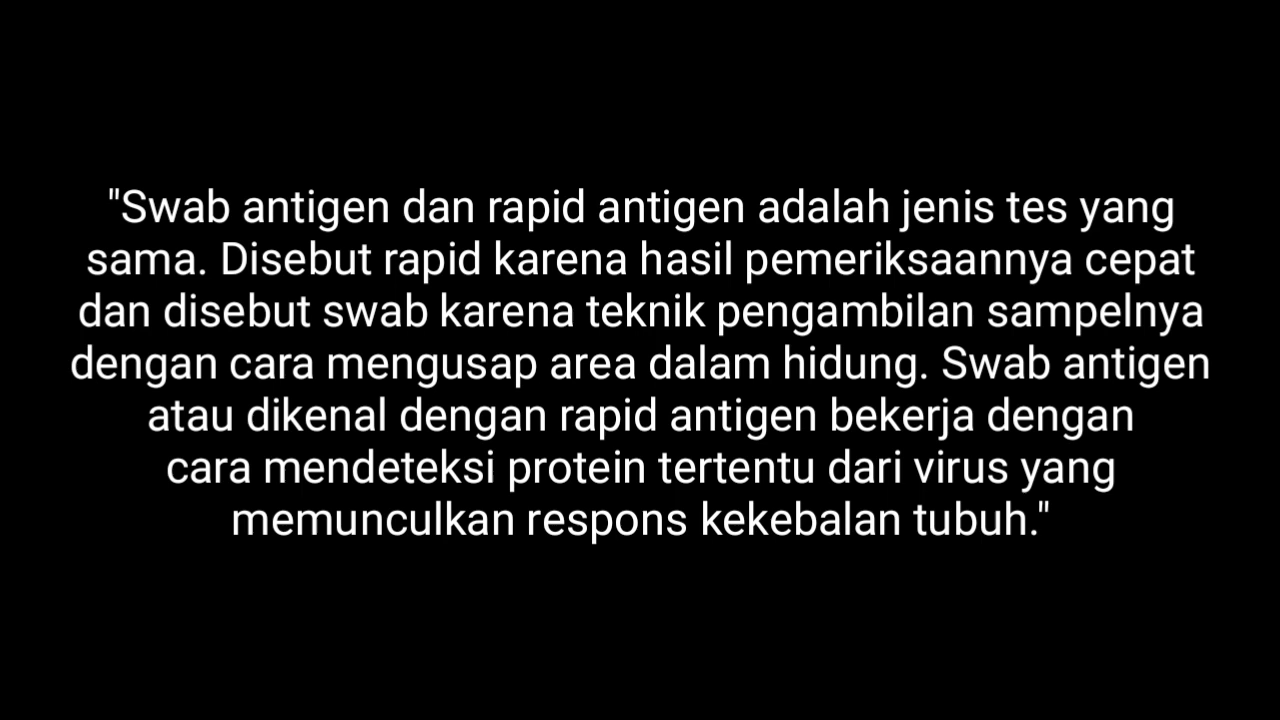 "Swab antigen dan rapid antigen adalah jenis tes yang
sama. Disebut rapid karena hasil pemeriksaannya cepat
dan disebut swab karena teknik pengambilan sampelnya
dengan cara mengusap area dalam hidung. Swab antigen
atau dikenal dengan rapid antigen bekerja dengan
cara mendeteksi protein tertentu dari virus yang
memunculkan respons kekebalan tubuh."